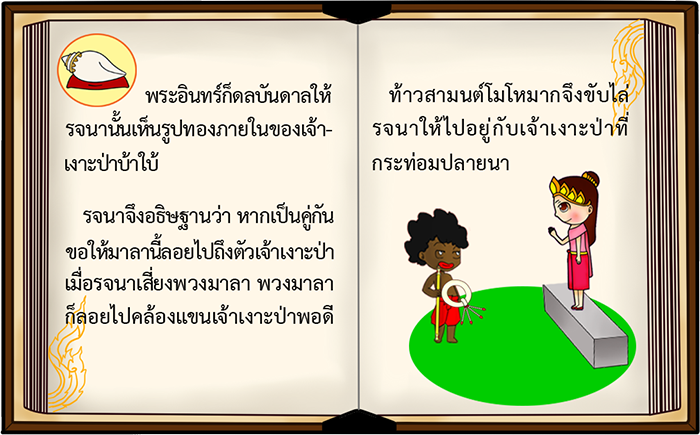 พระอินทร์ก็ดลบันดาลให้
รจนานั้นเห็นรูปทองภายในของเจ้า-
เงาะป่าบ้าใบ้
รจนาจึงอธิษฐานว่า หากเป็นคู่กัน
ขอให้มาลานี้ลอยไปถึงตัวเจ้าเงาะป่า
เมื่อรจนาเสี่ยงพวงมาลา พวงมาลา
ก็ลอยไปคล้องแขนเจ้าเงาะป่าพอดี
ท้าวสามนต์โมโหมากจึงขับไล่
รจนาให้ไปอยู่กับเจ้าเงาะป่าที่
กระท่อมปลายนา